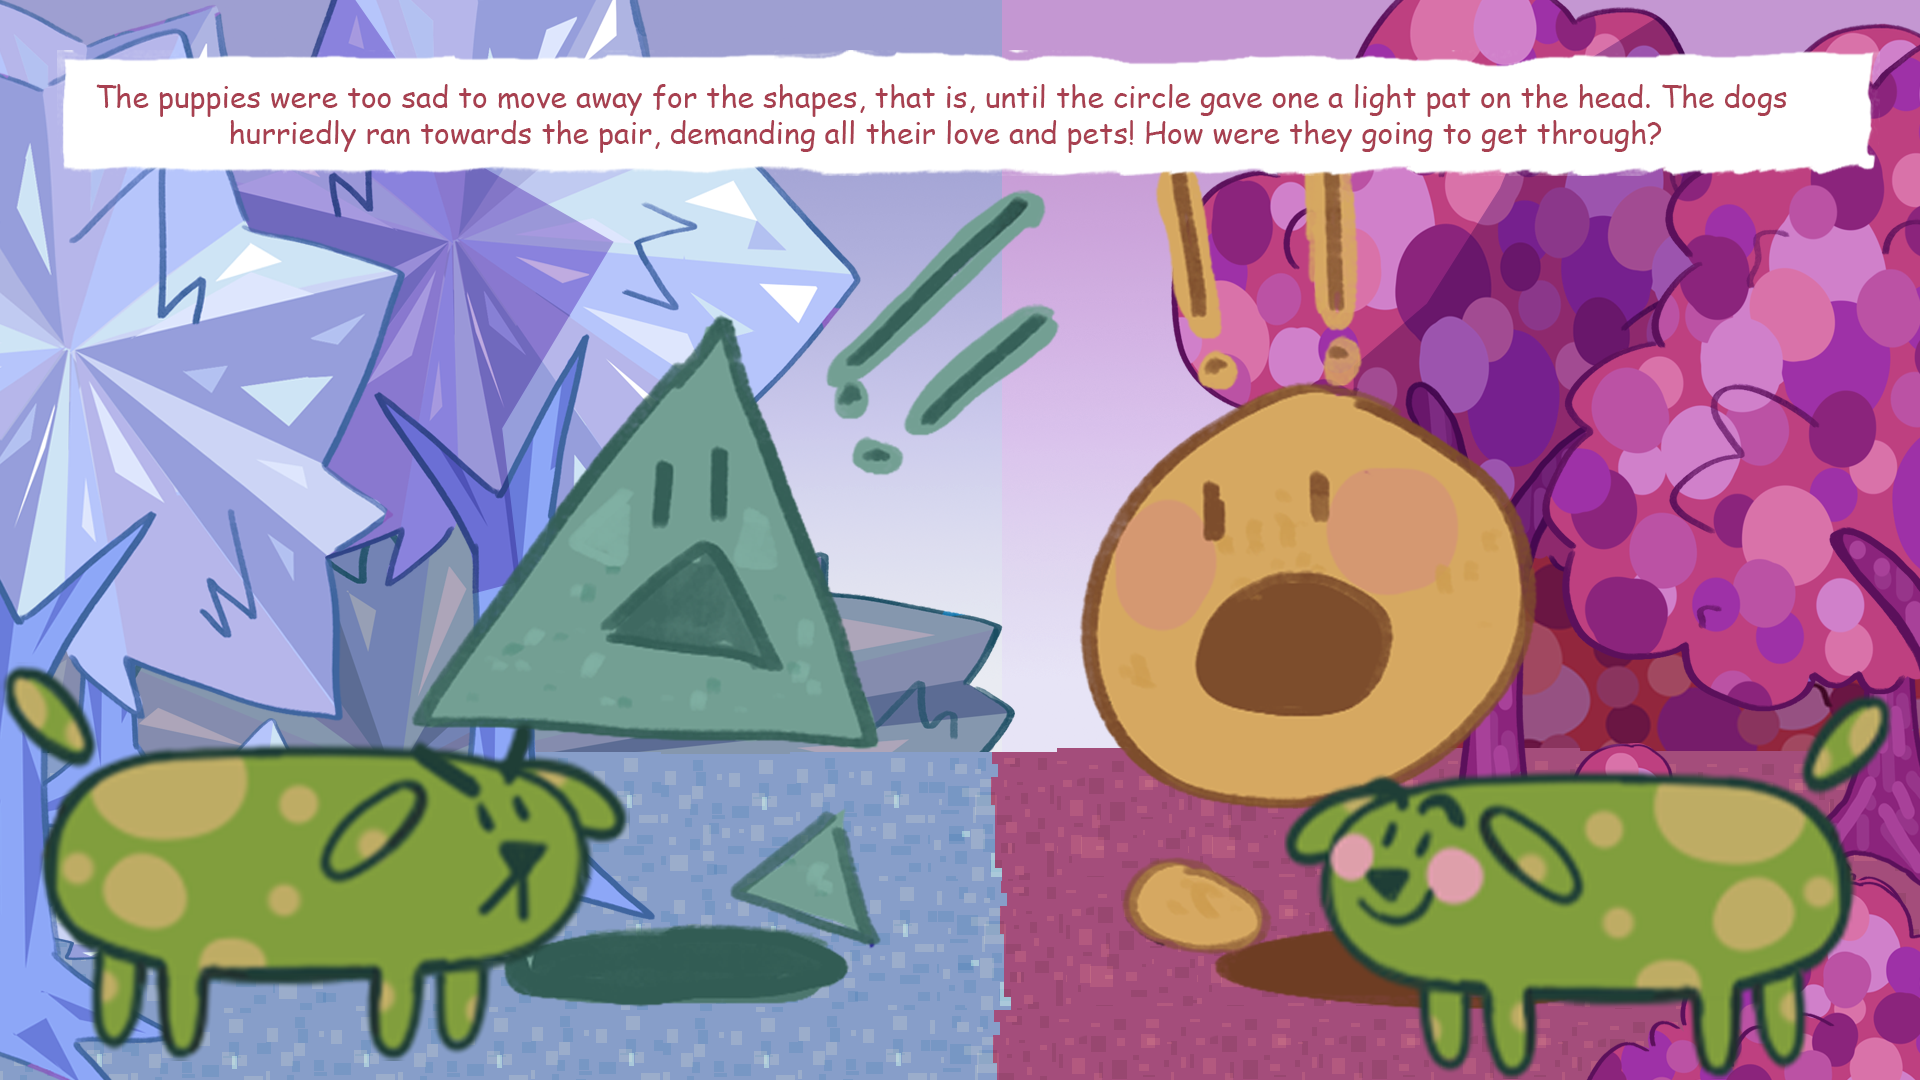 The puppies were too sad to move away for the shapes, that is, until the circle gave one a light pat on the head. The dogs
hurriedly ran towards the pair, demanding all their love and pets! How were they going to get through?